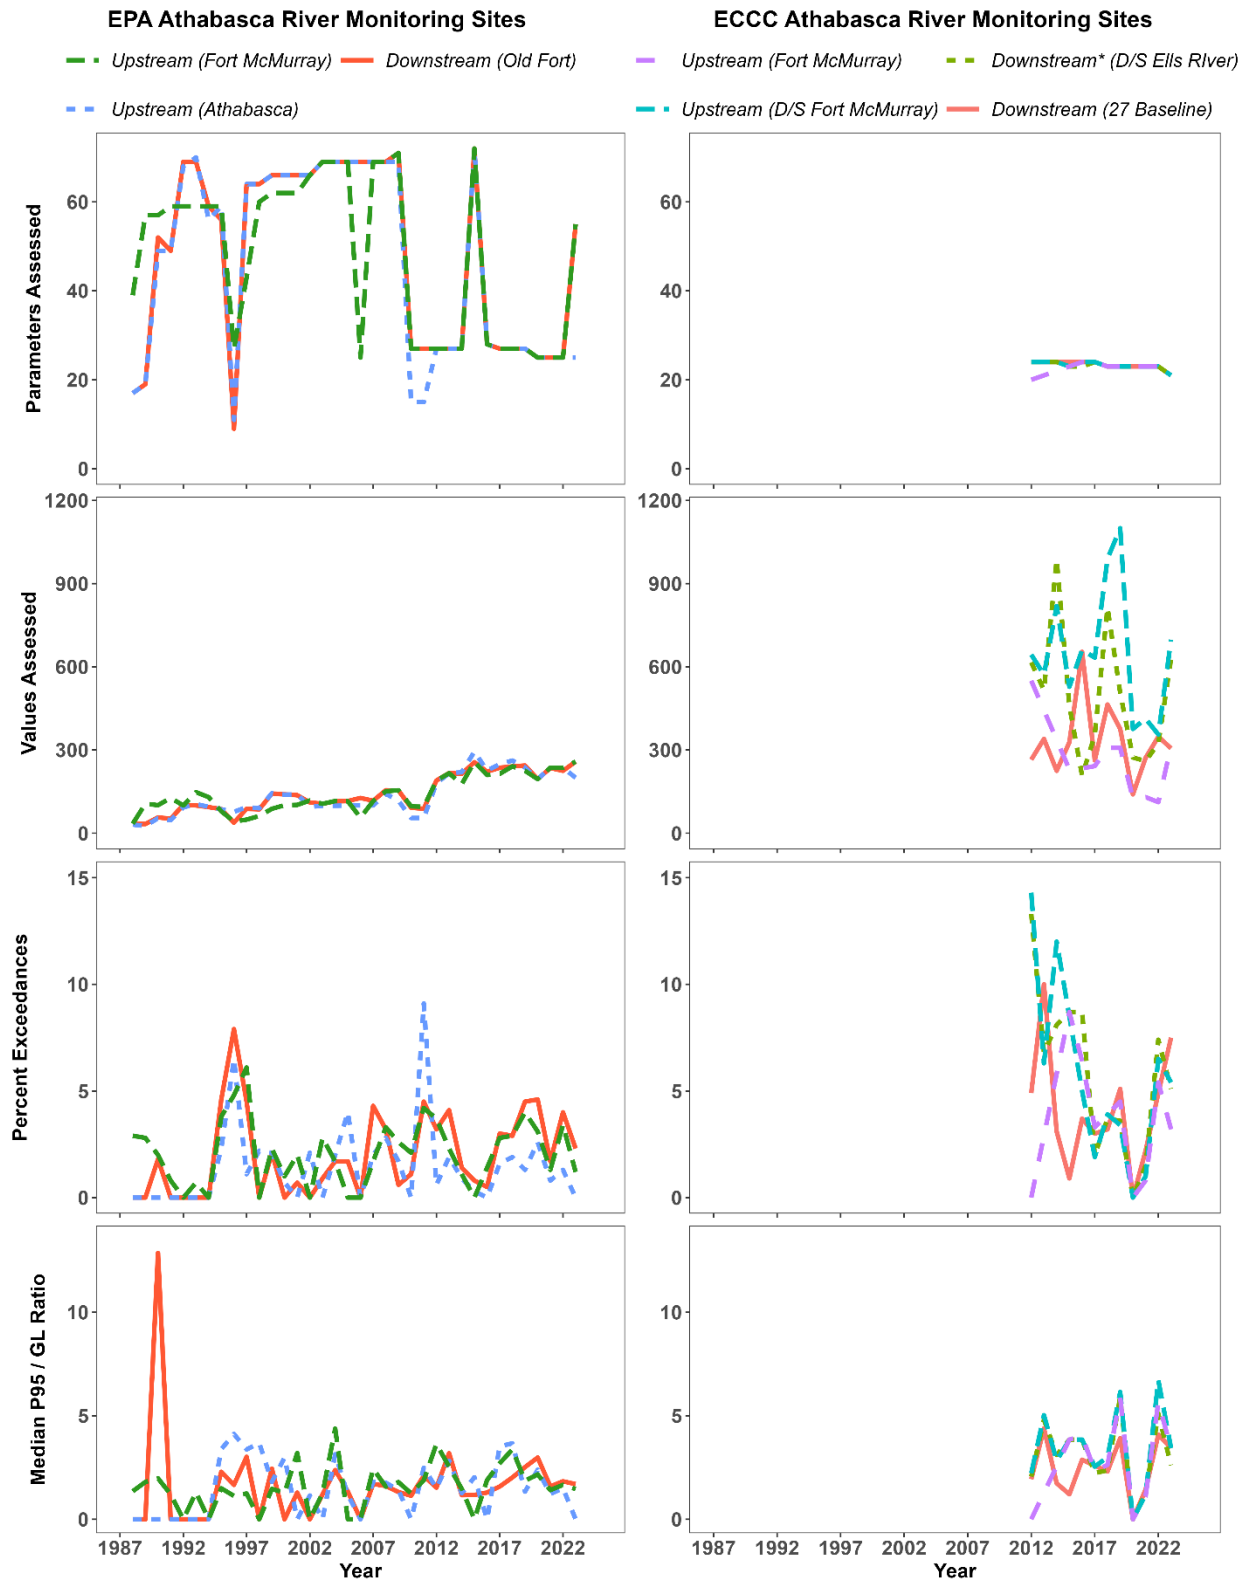 EPA Athabasca River Monitoring Sites
Upstream (Fort McMurray) Downstream (Old Fort)
Upstream (Athabasca)
ECCC Athabasca River Monitoring Sites
Upstream (Fort McMurray) Downstream* (D/S Ells RIver)
Upstream (D/S Fort McMurray) Downstream (27 Baseline)
Parameters Assessed
60
40
20
0
60
40
20
0
Values Assessed
1200
900
600
300
0
1200
900
600
300
0
Percent Exceedances
15
10
5
0
15
10
5
0
Median P95 / GL Ratio
10
5
0
10
5
0
1987 1992 1997 2002 2007 2012 2017 2022
Year
1987 1992 1997 2002 2007 2012 2017 2022
Year